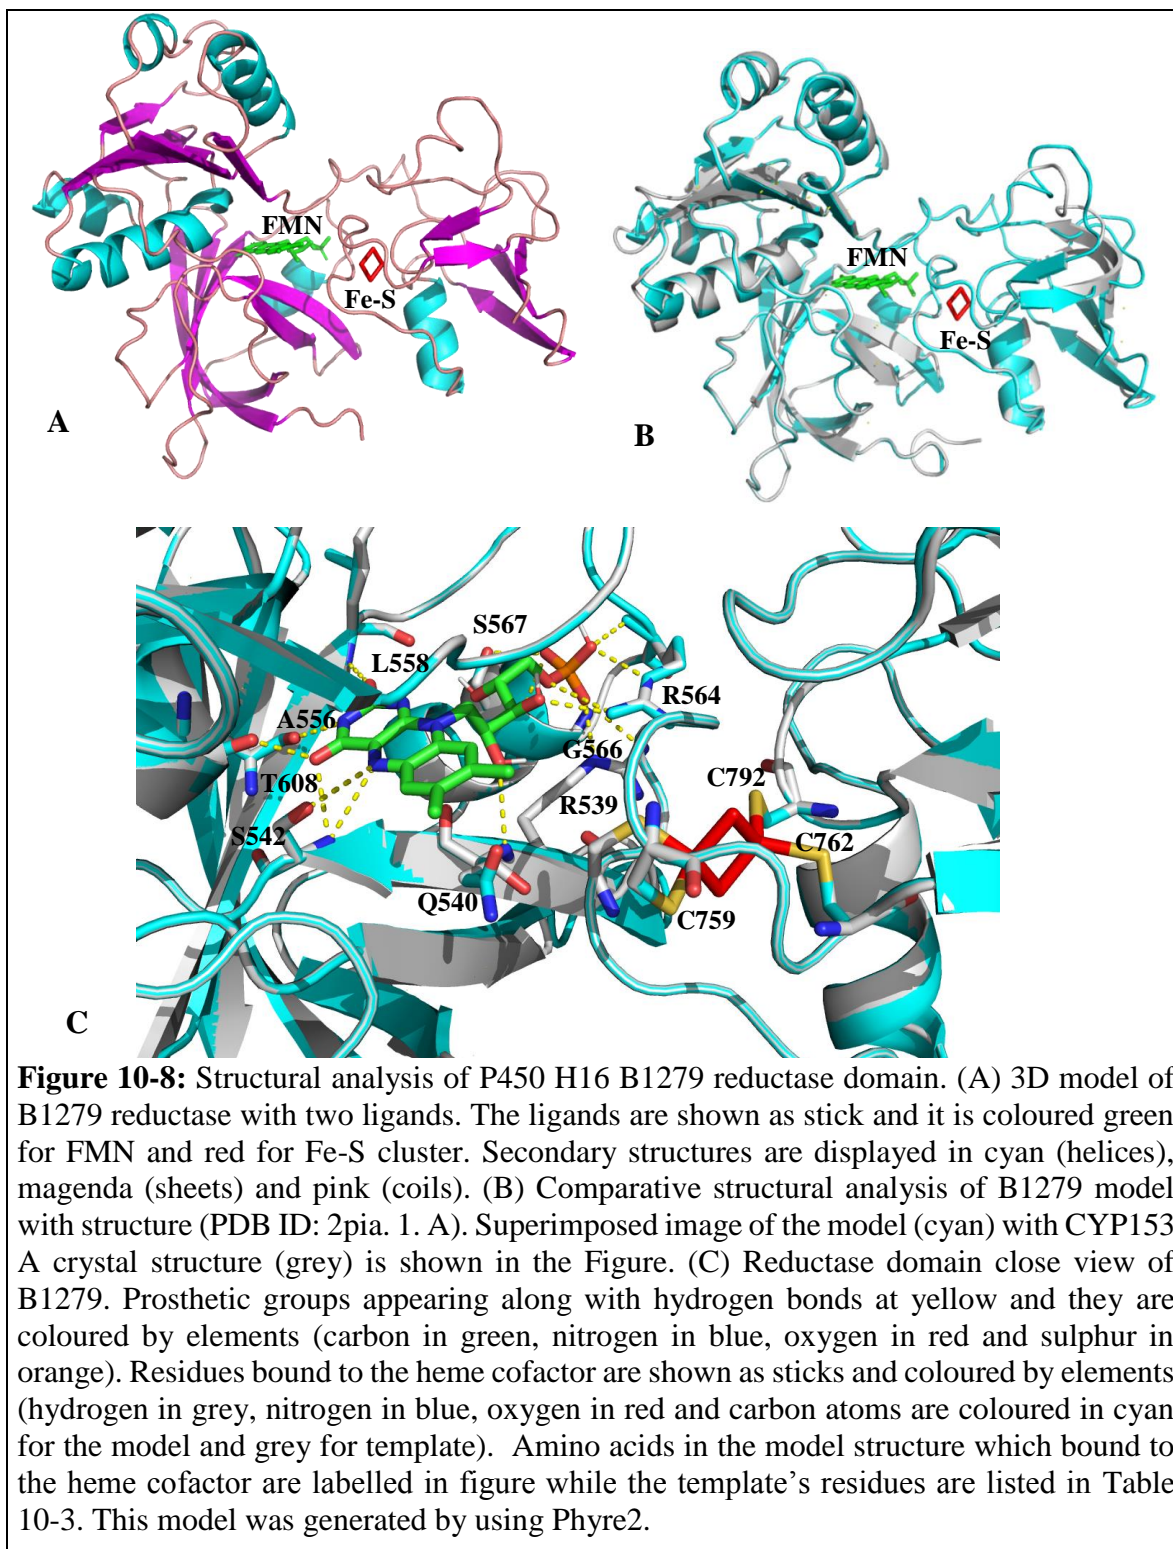 FMN
Fe-S
A
FMN
Fe-S
B
S567
L558
R564
A556
G566
T608
R539
C792
S542
C762
Q540
C759
C
Figure 10-8: Structural analysis of P450 H16 B1279 reductase domain. (A) 3D model of
B1279 reductase with two ligands. The ligands are shown as stick and it is coloured green
for FMN and red for Fe-S cluster. Secondary structures are displayed in cyan (helices),
magenda (sheets) and pink (coils). (B) Comparative structural analysis of B1279 model
with structure (PDB ID: 2pia. 1. A). Superimposed image of the model (cyan) with CYP153
A crystal structure (grey) is shown in the Figure. (C) Reductase domain close view of
B1279. Prosthetic groups appearing along with hydrogen bonds at yellow and they are
coloured by elements (carbon in green, nitrogen in blue, oxygen in red and sulphur in
orange). Residues bound to the heme cofactor are shown as sticks and coloured by elements
(hydrogen in grey, nitrogen in blue, oxygen in red and carbon atoms are coloured in cyan
for the model and grey for template). Amino acids in the model structure which bound to
the heme cofactor are labelled in figure while the template's residues are listed in Table
10-3. This model was generated by using Phyre2.